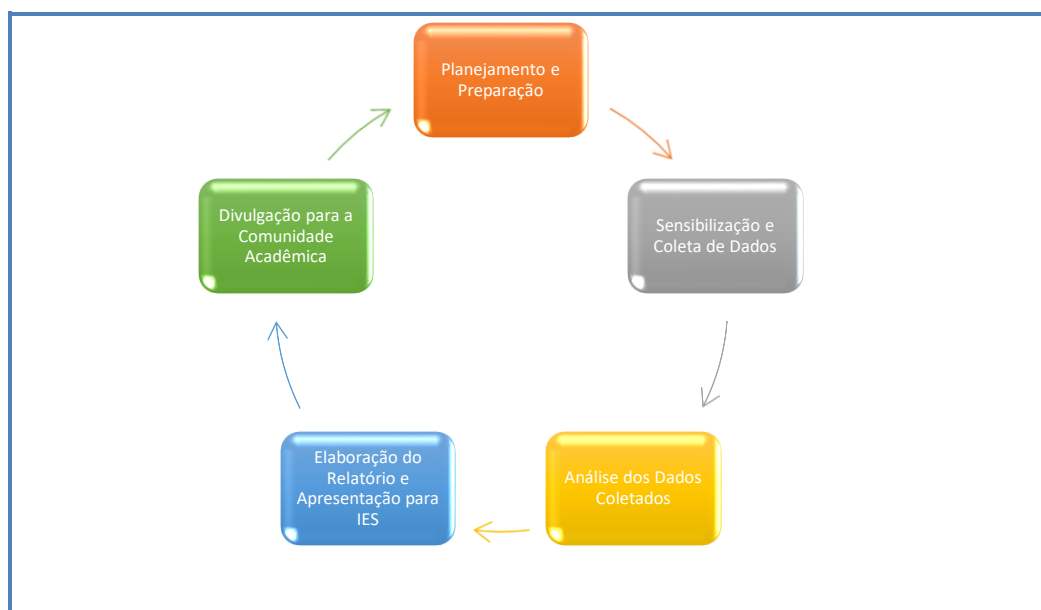 Planejamento e
Preparação
Sensibilização e
Coleta de Dados
Análise dos Dados
Coletados
Elaboração do
Relatório e
Apresentação para
IES
Divulgação para a
Comunidade
Acadêmica